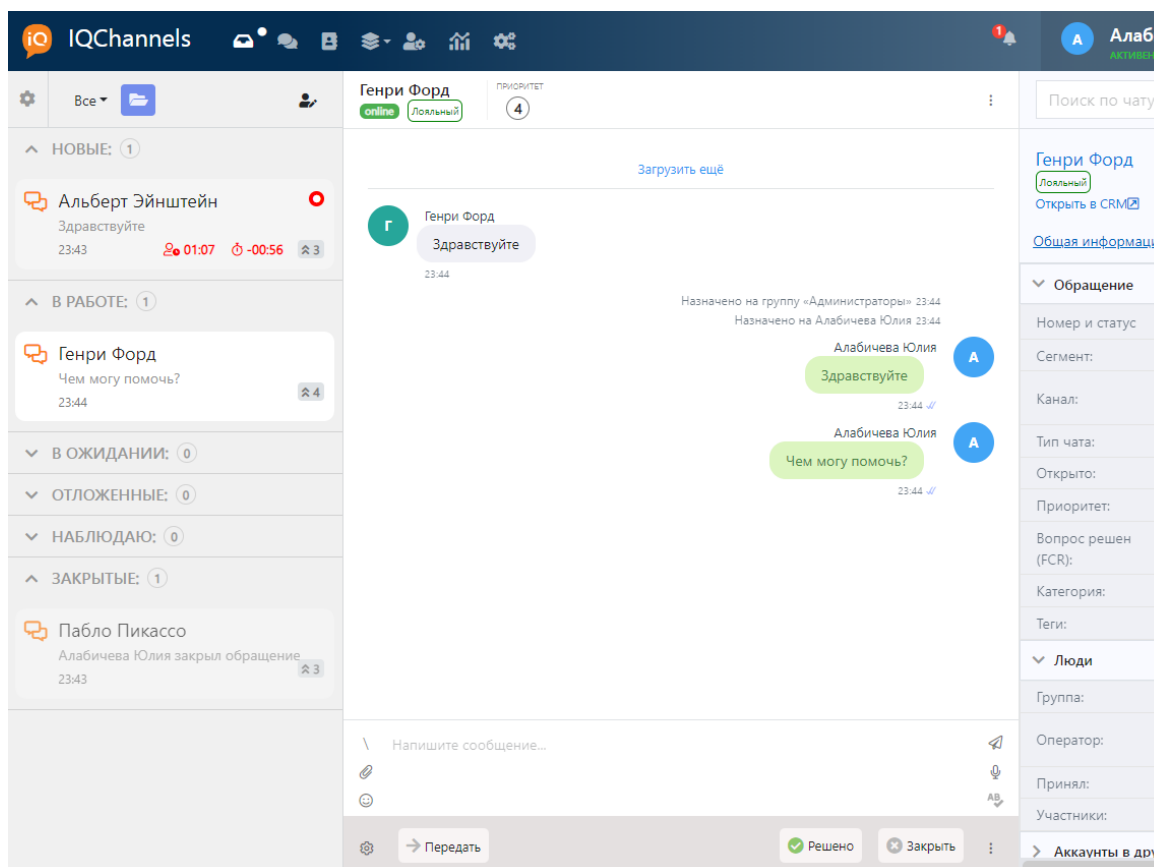 iQ IQChannels
1
А
Алаб
АКТИВЕН
Все
НОВЫЕ: 1
Альберт Эйнштейн
Здравствуйте
23:43 01:07 -00:56 3
В РАБОТЕ: 1
Генри Форд
Чем могу помочь?
23:44
4
В ОЖИДАНИИ: 0
ОТЛОЖЕННЫЕ: 0
НАБЛЮДАЮ: 0
ЗАКРЫТЫЕ: 1
Пабло Пикассо
Алабичева Юлия закрыл обращение
3
23:43
Генри Форд
online Лояльный
ПРИОРИТЕТ
4
Загрузить ещё
Г
Генри Форд
Здравствуйте
23:44
Назначено на группу «Администраторы» 23:44
Назначено на Алабичева Юлия 23:44
Алабичева Юлия
А
Здравствуйте
23:44
Алабичева Юлия
А
Чем могу помочь?
23:44
\ Напишите сообщение...
AB
Передать
Решено
Закрыть
Поиск по чату
Генри Форд
Лояльный
Открыть в CRM
Общая информаци
Обращение
Номер и статус
Сегмент:
Канал:
Тип чата:
Открыто:
Приоритет:
Вопрос решен
(FCR):
Категория:
Теги:
Люди
Группа:
Оператор:
Принял:
Участники:
Аккаунты в дру